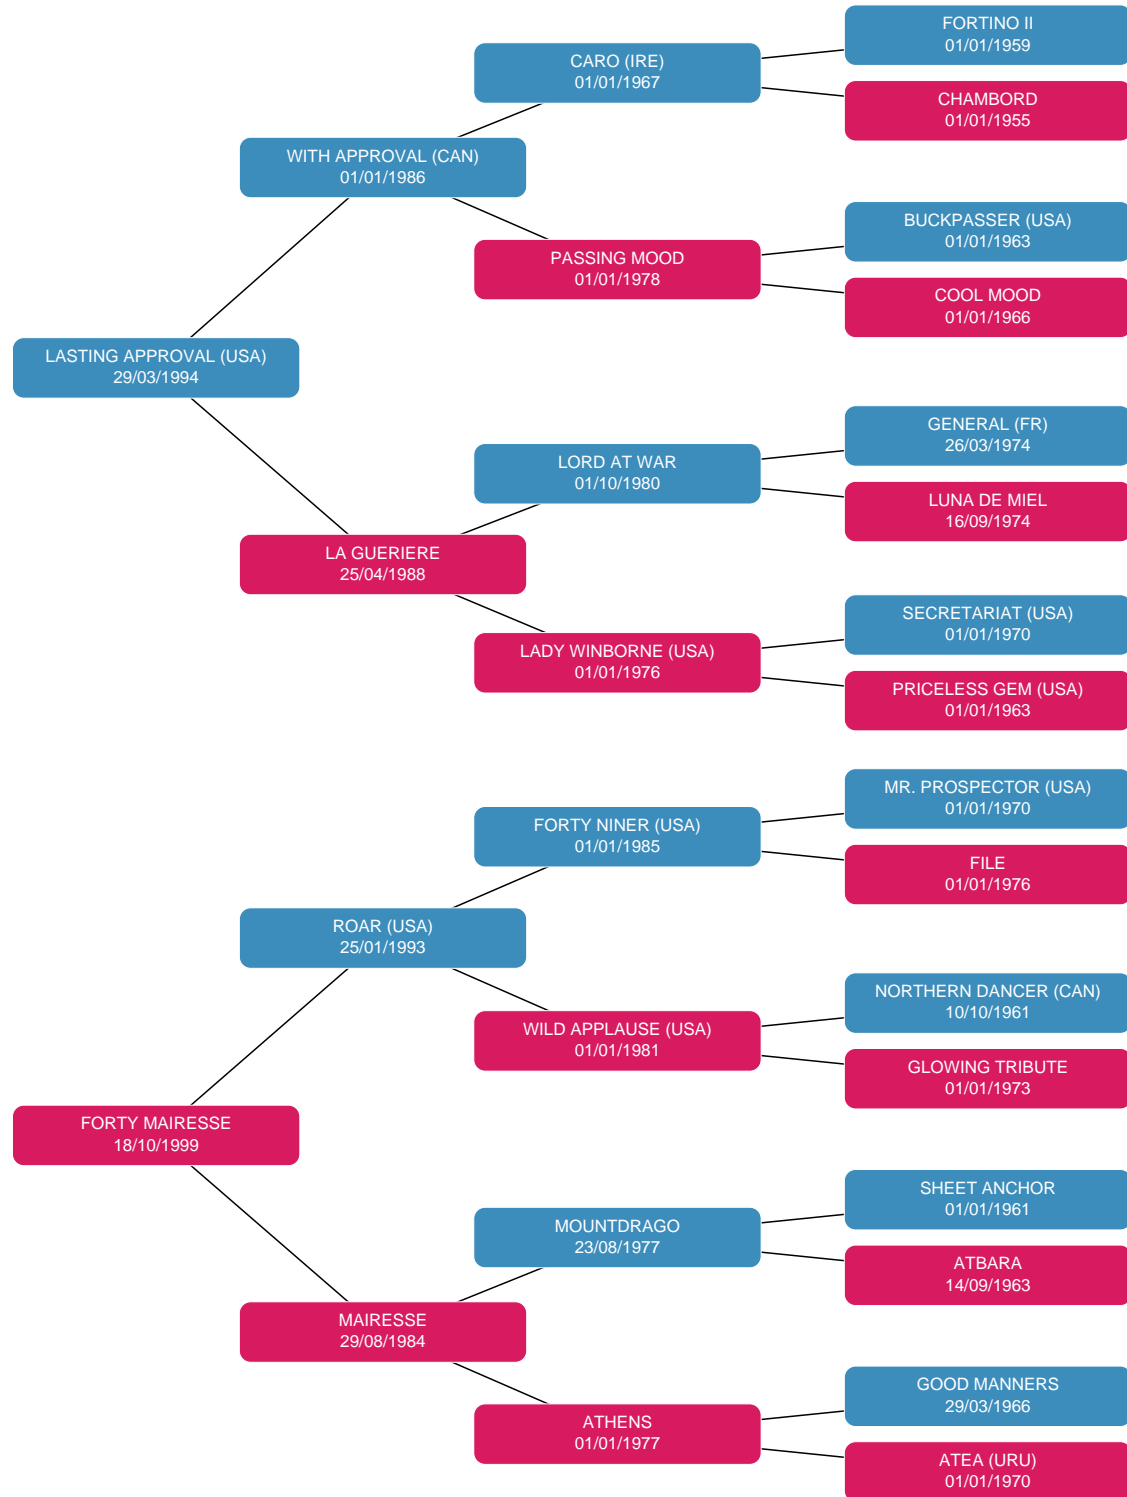 FORTINO II
01/01/1959
CARO (IRE)
01/01/1967
CHAMBORD
01/01/1955
WITH APPROVAL (CAN)
01/01/1986
BUCKPASSER (USA)
01/01/1963
PASSING MOOD
01/01/1978
COOL MOOD
01/01/1966
LASTING APPROVAL (USA)
29/03/1994
GENERAL (FR)
26/03/1974
LORD AT WAR
01/10/1980
LUNA DE MIEL
16/09/1974
LA GUERIERE
25/04/1988
SECRETARIAT (USA)
01/01/1970
LADY WINBORNE (USA)
01/01/1976
PRICELESS GEM (USA)
01/01/1963
MR. PROSPECTOR (USA)
01/01/1970
FORTY NINER (USA)
01/01/1985
FILE
01/01/1976
ROAR (USA)
25/01/1993
NORTHERN DANCER (CAN)
10/10/1961
WILD APPLAUSE (USA)
01/01/1981
GLOWING TRIBUTE
01/01/1973
FORTY MAIRESSE
18/10/1999
SHEET ANCHOR
01/01/1961
MOUNTDRAGO
23/08/1977
ATBARA
14/09/1963
MAIRESSE
29/08/1984
GOOD MANNERS
29/03/1966
ATHENS
01/01/1977
ATEA (URU)
01/01/1970